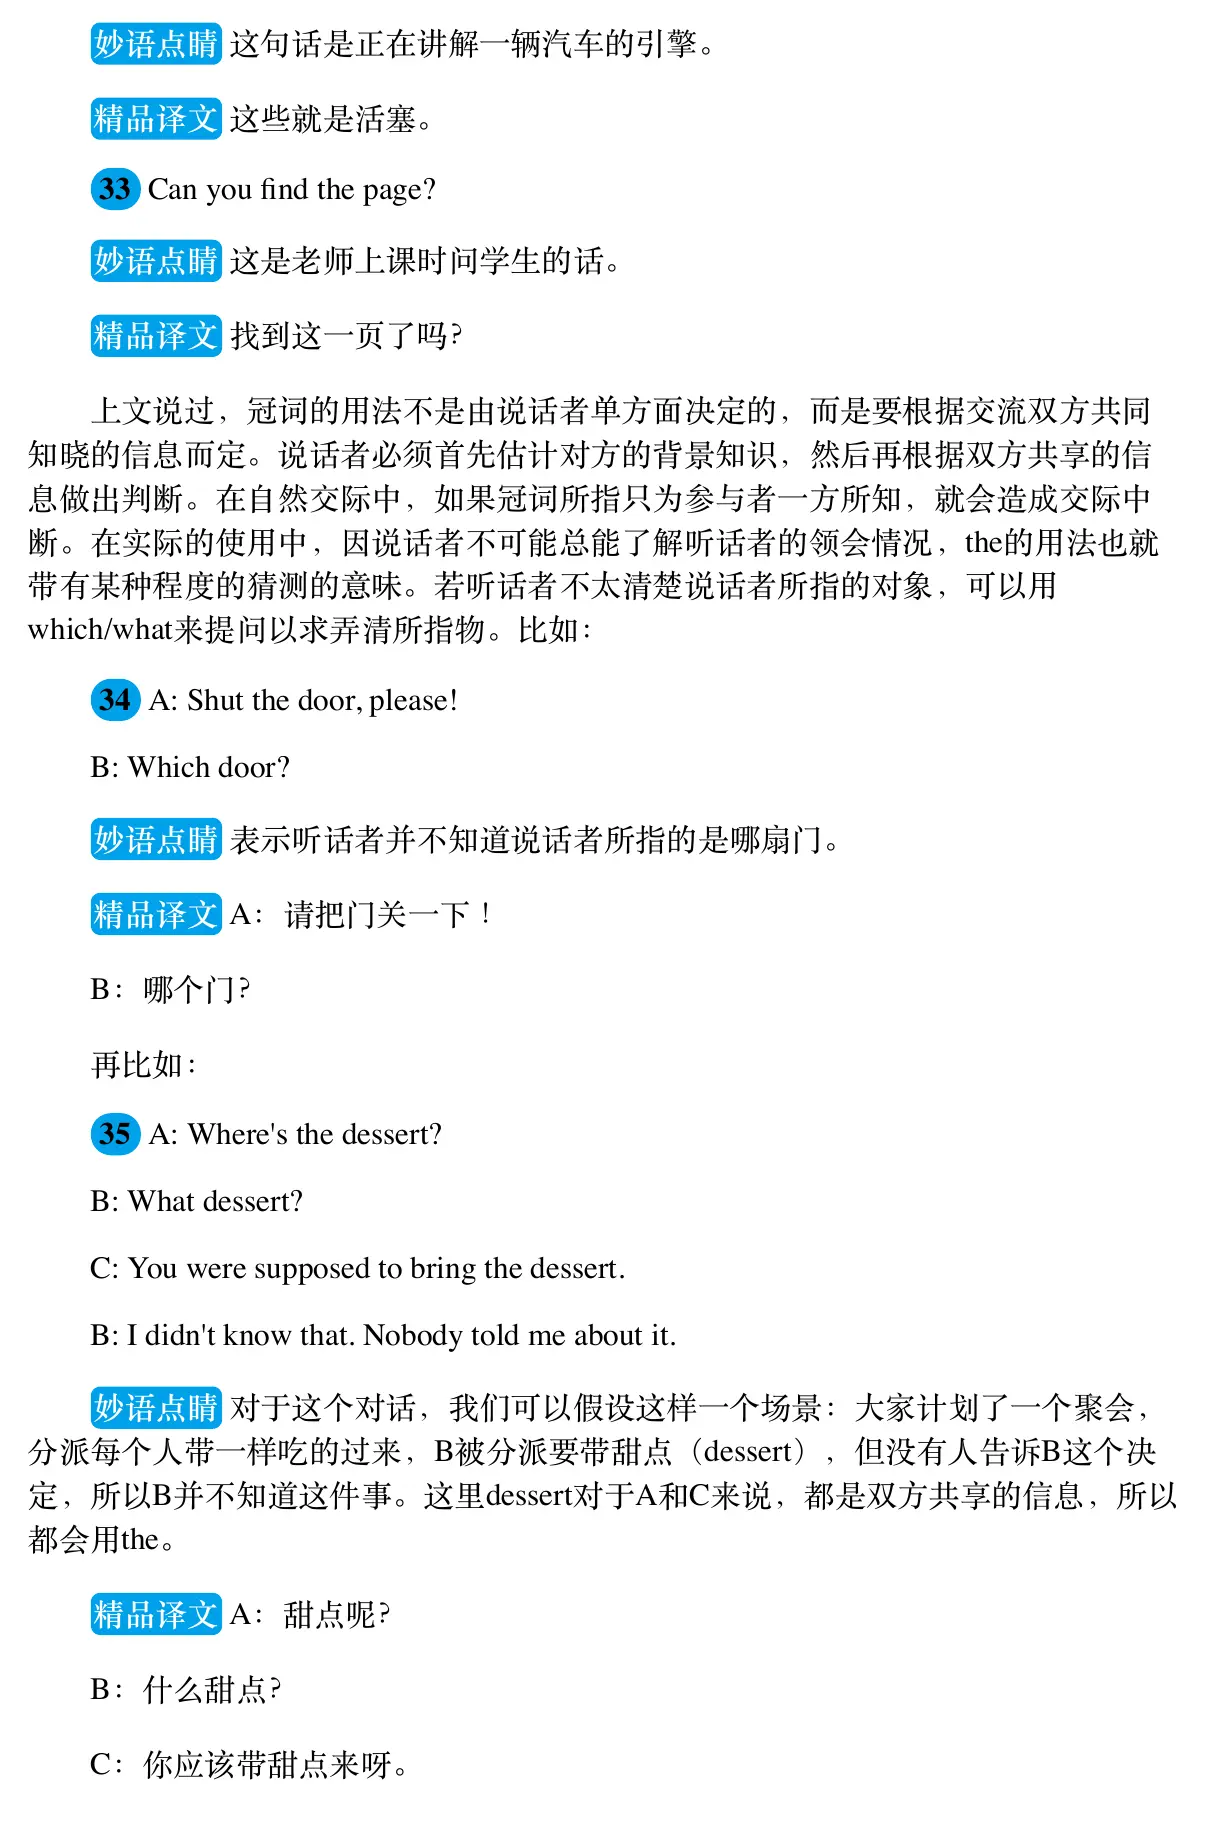 妙语点睛 这句话是正在讲解一辆汽车的引擎。
精品译文 这些就是活塞。
33 Can you find the page?
妙语点睛 这是老师上课时问学生的话。
精品译文 找到这一页了吗？
上文说过，冠词的用法不是由说话者单方面决定的，而是要根据交流双方共同
知晓的信息而定。说话者必须首先估计对方的背景知识，然后再根据双方共享的信
息做出判断。在自然交际中，如果冠词所指只为参与者一方所知，就会造成交际中
断。在实际的使用中，因说话者不可能总能了解听话者的领会情况，the的用法也就
带有某种程度的猜测的意味。若听话者不太清楚说话者所指的对象，可以用
which/what来提问以求弄清所指物。比如：
34 A: Shut the door, please!
B: Which door?
妙语点睛 表示听话者并不知道说话者所指的是哪扇门。
精品译文 A：请把门关一下！
B：哪个门？
再比如：
35 A: Where's the dessert?
B: What dessert?
C: You were supposed to bring the dessert.
B: I didn't know that. Nobody told me about it.
妙语点睛 对于这个对话，我们可以假设这样一个场景：大家计划了一个聚会，
分派每个人带一样吃的过来，B被分派要带甜点（dessert），但没有人告诉B这个决
定，所以B并不知道这件事。这里dessert对于A和C来说，都是双方共享的信息，所以
都会用the。
精品译文 A：甜点呢？
B：什么甜点？
C：你应该带甜点来呀。